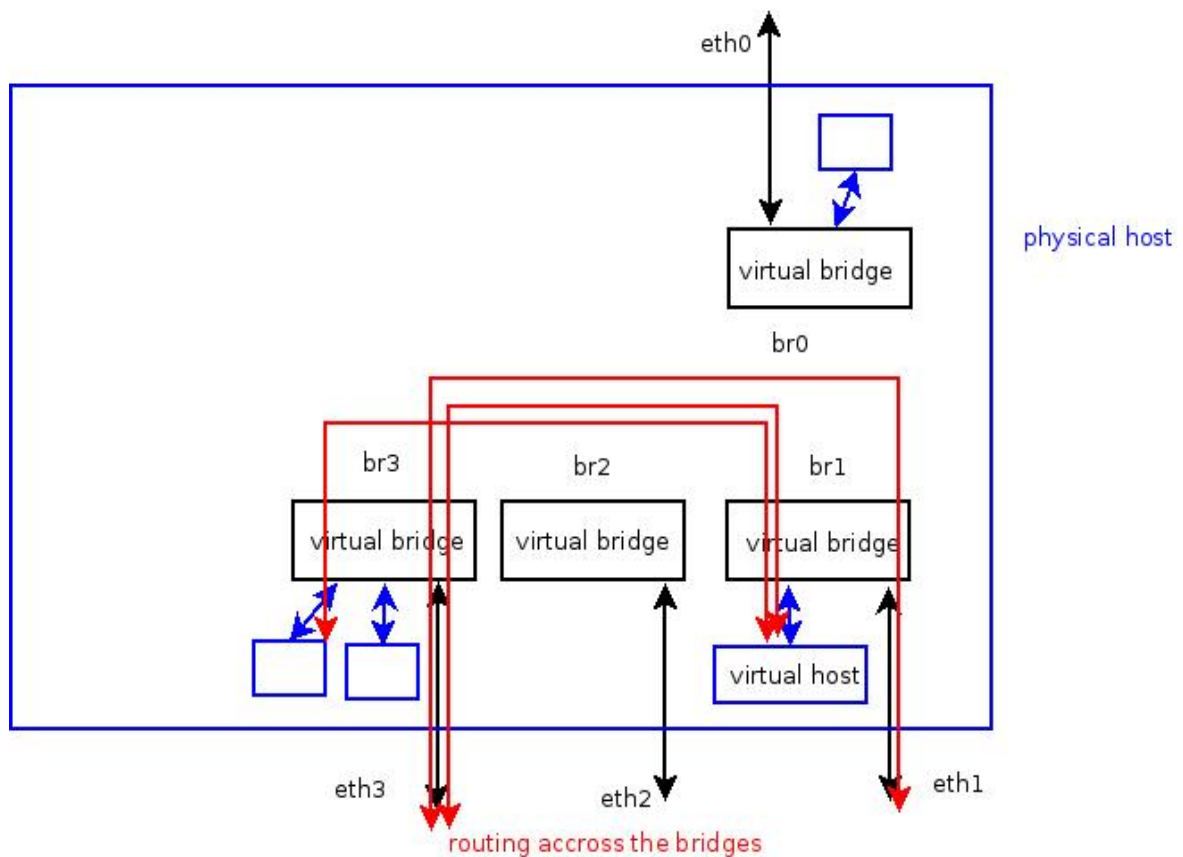 eth0
physical host
virtual bridge
br0
br3
br2
br1
virtual bridge
virtual bridge
virtual bridge
virtual host
eth3
eth2
eth1
routing accross the bridges